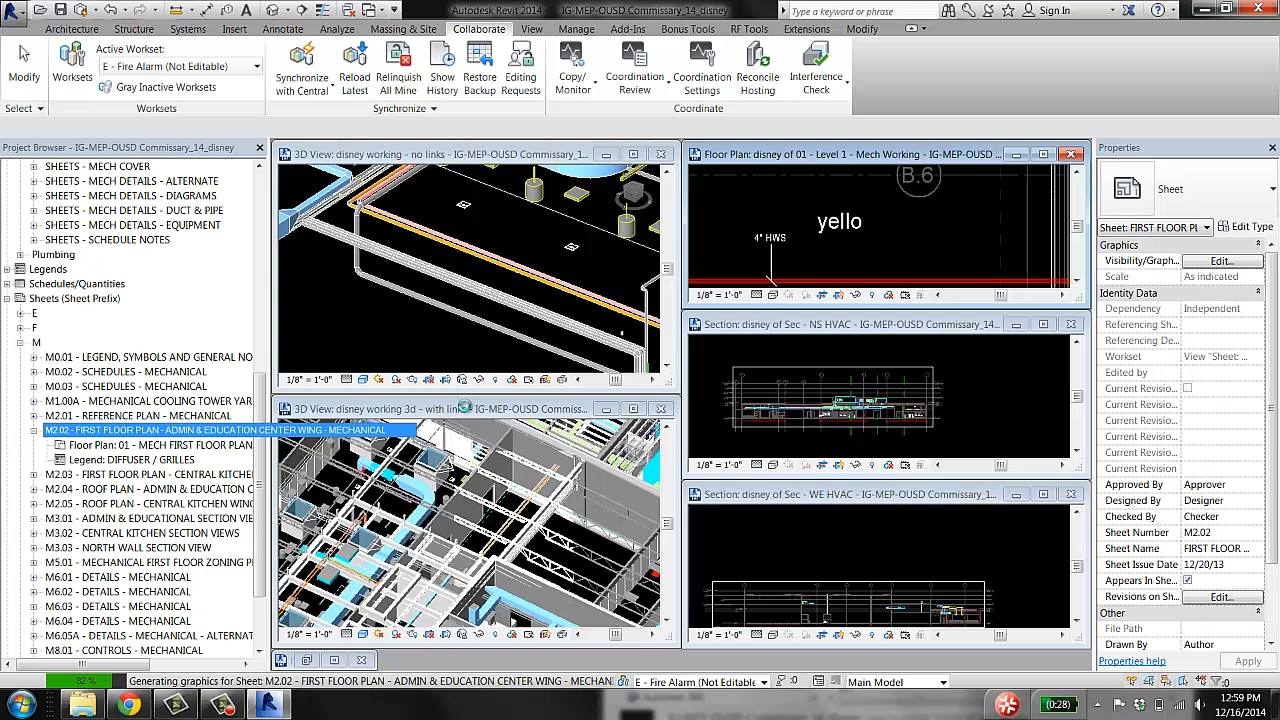 Autodesk Revit 2014 - IG-MEP-OUSD Commissary_14_disney
Type a keyword or phrase
Sign In
Architecture Structure Systems Insert Annotate Analyze Massing & Site Collaborate View Manage Add-Ins Bonus Tools RF Tools Extensions Modify
Active Workset:
E - Fire Alarm (Not Editable)
Gray Inactive Worksets
Modify
Worksets
Synchronize with Central
Reload Latest
Relinquish All Mine
Show History
Restore Backup
Editing Requests
Copy/ Monitor
Coordination Review
Coordination Settings
Reconcile Hosting
Interference Check
Select
Worksets
Synchronize
Coordinate
Project Browser - IG-MEP-OUSD Commissary_14_disney
SHEETS - MECH COVER
SHEETS - MECH DETAILS - ALTERNATE
SHEETS - MECH DETAILS - DIAGRAMS
SHEETS - MECH DETAILS - DUCT & PIPE
SHEETS - MECH DETAILS - EQUIPMENT
SHEETS - SCHEDULE NOTES
Plumbing
Legends
Schedules/Quantities
Sheets (Sheet Prefix)
E
F
M
M0.01 - LEGEND, SYMBOLS AND GENERAL NO
M0.02 - SCHEDULES - MECHANICAL
M0.03 - SCHEDULES - MECHANICAL
M1.00A - MECHANICAL COOLING TOWER YAR
M2.01 - REFERENCE PLAN - MECHANICAL
M2.02 - FIRST FLOOR PLAN - ADMIN & EDUCATION CENTER WING - MECHANICAL
Floor Plan: 01 - MECH FIRST FLOOR PLAN
Legend: DIFFUSER / GRILLES
M2.03 - FIRST FLOOR PLAN - CENTRAL KITCHE
M2.04 - ROOF PLAN - ADMIN & EDUCATION C
M2.05 - ROOF PLAN - CENTRAL KITCHEN WING
M3.01 - ADMIN & EDUCATIONAL SECTION VIE
M3.02 - CENTRAL KITCHEN SECTION VIEWS
M3.03 - NORTH WALL SECTION VIEW
M5.01 - MECHANICAL FIRST FLOOR ZONING P
M6.01 - DETAILS - MECHANICAL
M6.02 - DETAILS - MECHANICAL
M6.03 - DETAILS - MECHANICAL
M6.04 - DETAILS - MECHANICAL
M6.05A - DETAILS - MECHANICAL - ALTERNAT
M8.01 - CONTROLS - MECHANICAL
3D View: disney working - no links - IG-MEP-OUSD Commissary_1...
1/8" = 1'-0"
3D View: disney working 3d - with link IG-MEP-OUSD Commiss...
1/8" = 1'-0"
Floor Plan: disney of 01 - Level 1 - Mech Working - IG-MEP-OUSD ...
B.6
yello
4" HWS
1/8" = 1'-0"
Section: disney of Sec - NS HVAC - IG-MEP-OUSD Commissary_14...
1/8" = 1'-0"
Section: disney of Sec - WE HVAC - IG-MEP-OUSD Commissary_1...
1/8" = 1'-0"
Properties
Sheet
Sheet: FIRST FLOOR PL
Edit Type
Graphics
Visibility/Graph... Edit...
Scale As indicated
Identity Data
Dependency Independent
Referencing Sh...
Referencing De...
Workset View "Sheet: ...
Edited by
Current Revisio...
Current Revisio...
Current Revisio...
Current Revisio...
Current Revisio...
Current Revision
Approved By Approver
Designed By Designer
Checked By Checker
Sheet Number M2.02
Sheet Name FIRST FLOOR ...
Sheet Issue Date 12/20/13
Appears In She...
Revisions on Sh... Edit...
Other
File Path
Drawn By Author
Properties help
Apply
82 %
Generating graphics for Sheet: M2.02 - FIRST FLOOR PLAN - ADMIN & EDUCATION CENTER WING - MECHAN
E - Fire Alarm (Not Editable
:0
Main Model
:0
(0:28)
12:59 PM
12/16/2014